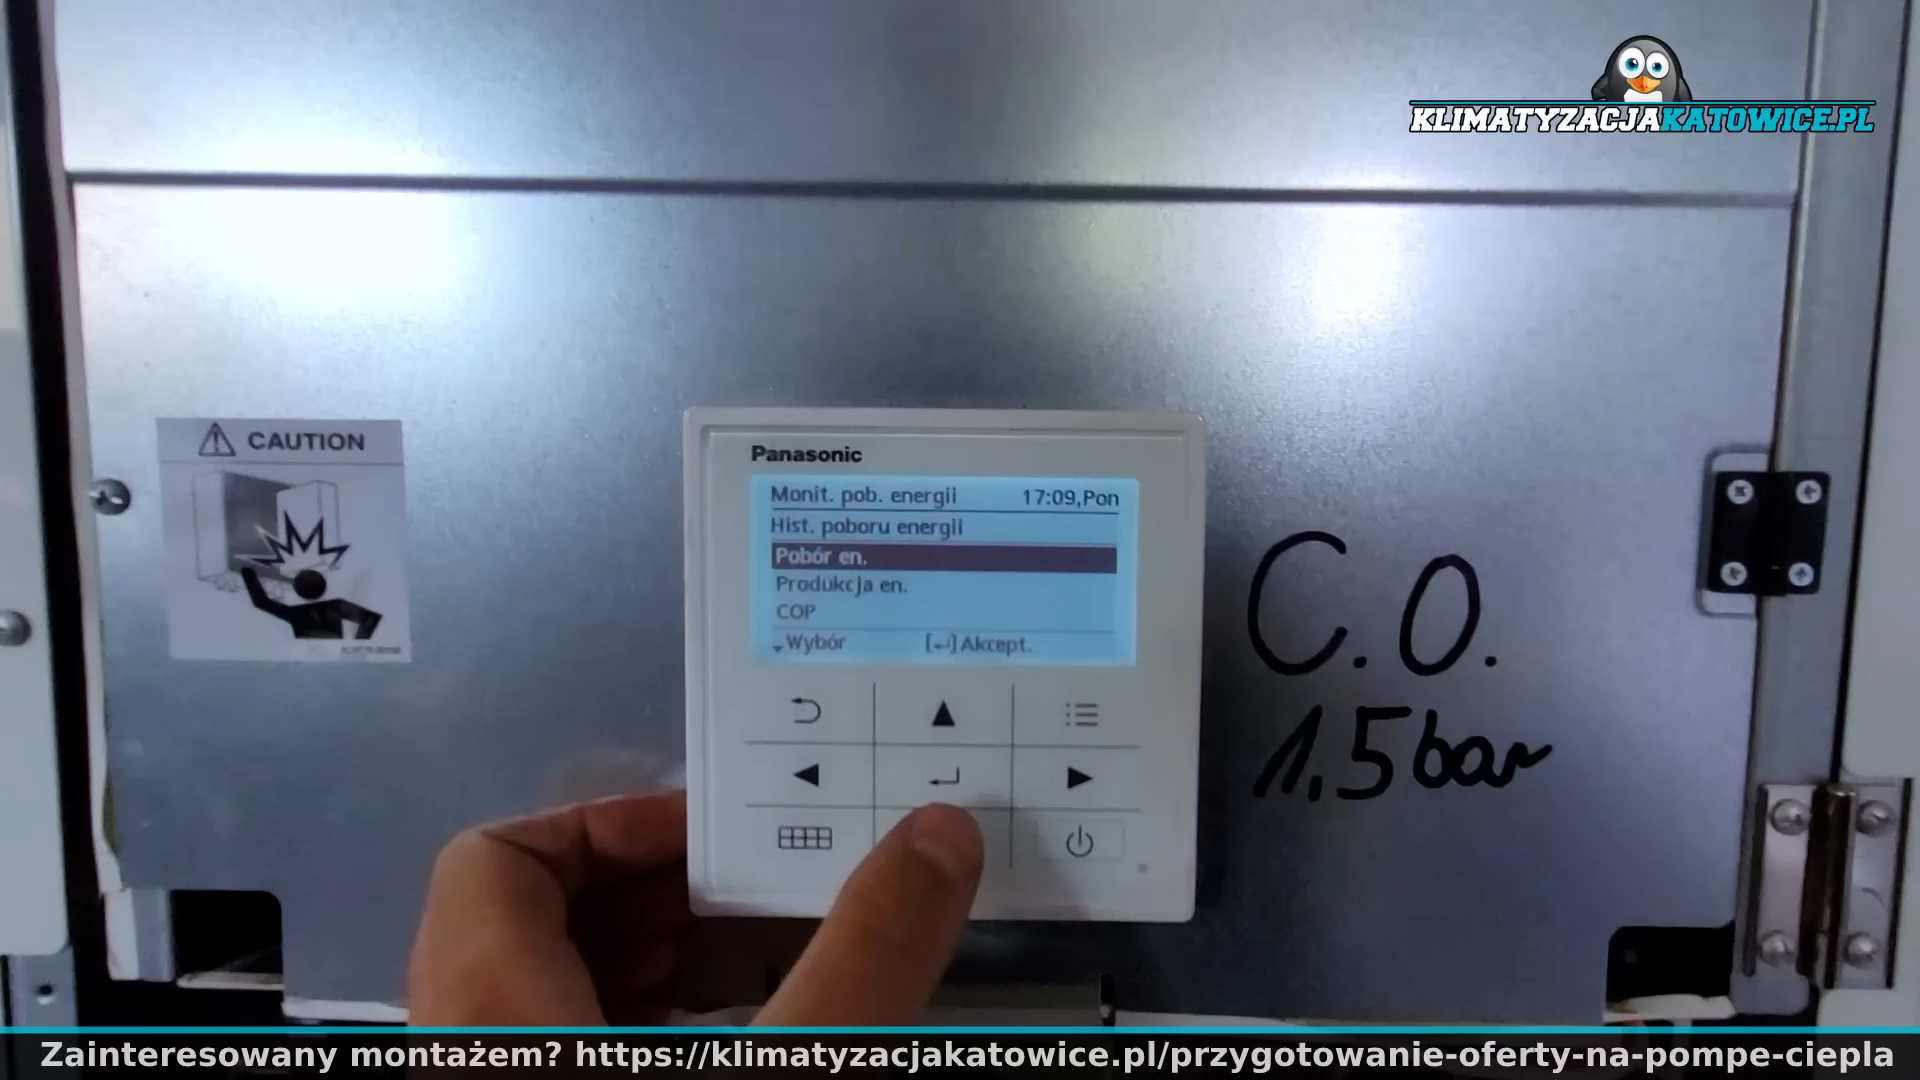 KLIMATYZACJAKATOWICE.PL
CAUTION
Panasonic
Monit. pob. energii 17:09,Pon
Hist. poboru energii
Pobór en.
Produkcja en.
COP
Wybór [↵]Akcept.
C.O.
1,5 bar
Zainteresowany montażem? https://klimatyzacjakatowice.pl/przygotowanie-oferty-na-pompe-ciepla